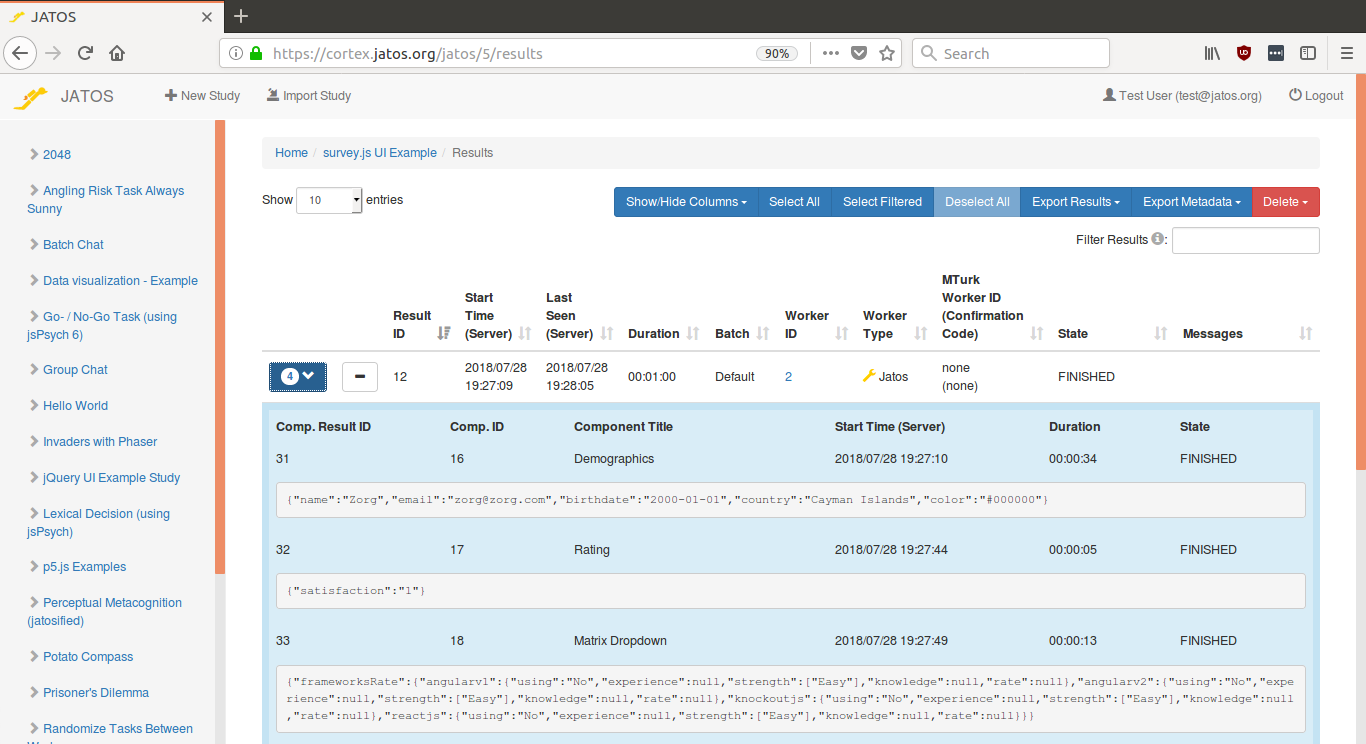 JATOS
https://cortex.jatos.org/jatos/5/results
90%
Search
JATOS
New Study
Import Study
Test User (test@jatos.org)
Logout
2048
Angling Risk Task Always
Sunny
Batch Chat
Data visualization - Example
Go- / No-Go Task (using
jsPsych 6)
Group Chat
Hello World
Invaders with Phaser
jQuery UI Example Study
Lexical Decision (using
jsPsych)
p5.js Examples
Perceptual Metacognition
(jatosified)
Potato Compass
Prisoner's Dilemma
Randomize Tasks Between
Home / survey.js UI Example / Results
Show 10 entries
Show/Hide Columns
Select All
Select Filtered
Deselect All
Export Results
Export Metadata
Delete
Filter Results :
Result
ID
Start
Time
(Server)
Last
Seen
(Server)
Duration
Batch
Worker
ID
Worker
Type
MTurk
Worker ID
(Confirmation
Code)
State
Messages
4
12
2018/07/28
19:27:09
2018/07/28
19:28:05
00:01:00
Default
2
Jatos
none
(none)
FINISHED
Comp. Result ID Comp. ID Component Title Start Time (Server) Duration State
31 16 Demographics 2018/07/28 19:27:10 00:00:34 FINISHED
{"name":"Zorg","email":"zorg@zorg.com","birthdate":"2000-01-01","country":"Cayman Islands","color":"#000000"}
32 17 Rating 2018/07/28 19:27:44 00:00:05 FINISHED
{"satisfaction":"1"}
33 18 Matrix Dropdown 2018/07/28 19:27:49 00:00:13 FINISHED
{"frameworksRate":{"angularv1":{"using":"No","experience":null,"strength":["Easy"],"knowledge":null,"rate":null},"angularv2":{"using":"No","expe
rience":null,"strength":["Easy"],"knowledge":null,"rate":null},"knockoutjs":{"using":"No","experience":null,"strength":["Easy"],"knowledge":null
,"rate":null},"reactjs":{"using":"No","experience":null,"strength":["Easy"],"knowledge":null,"rate":null}}}